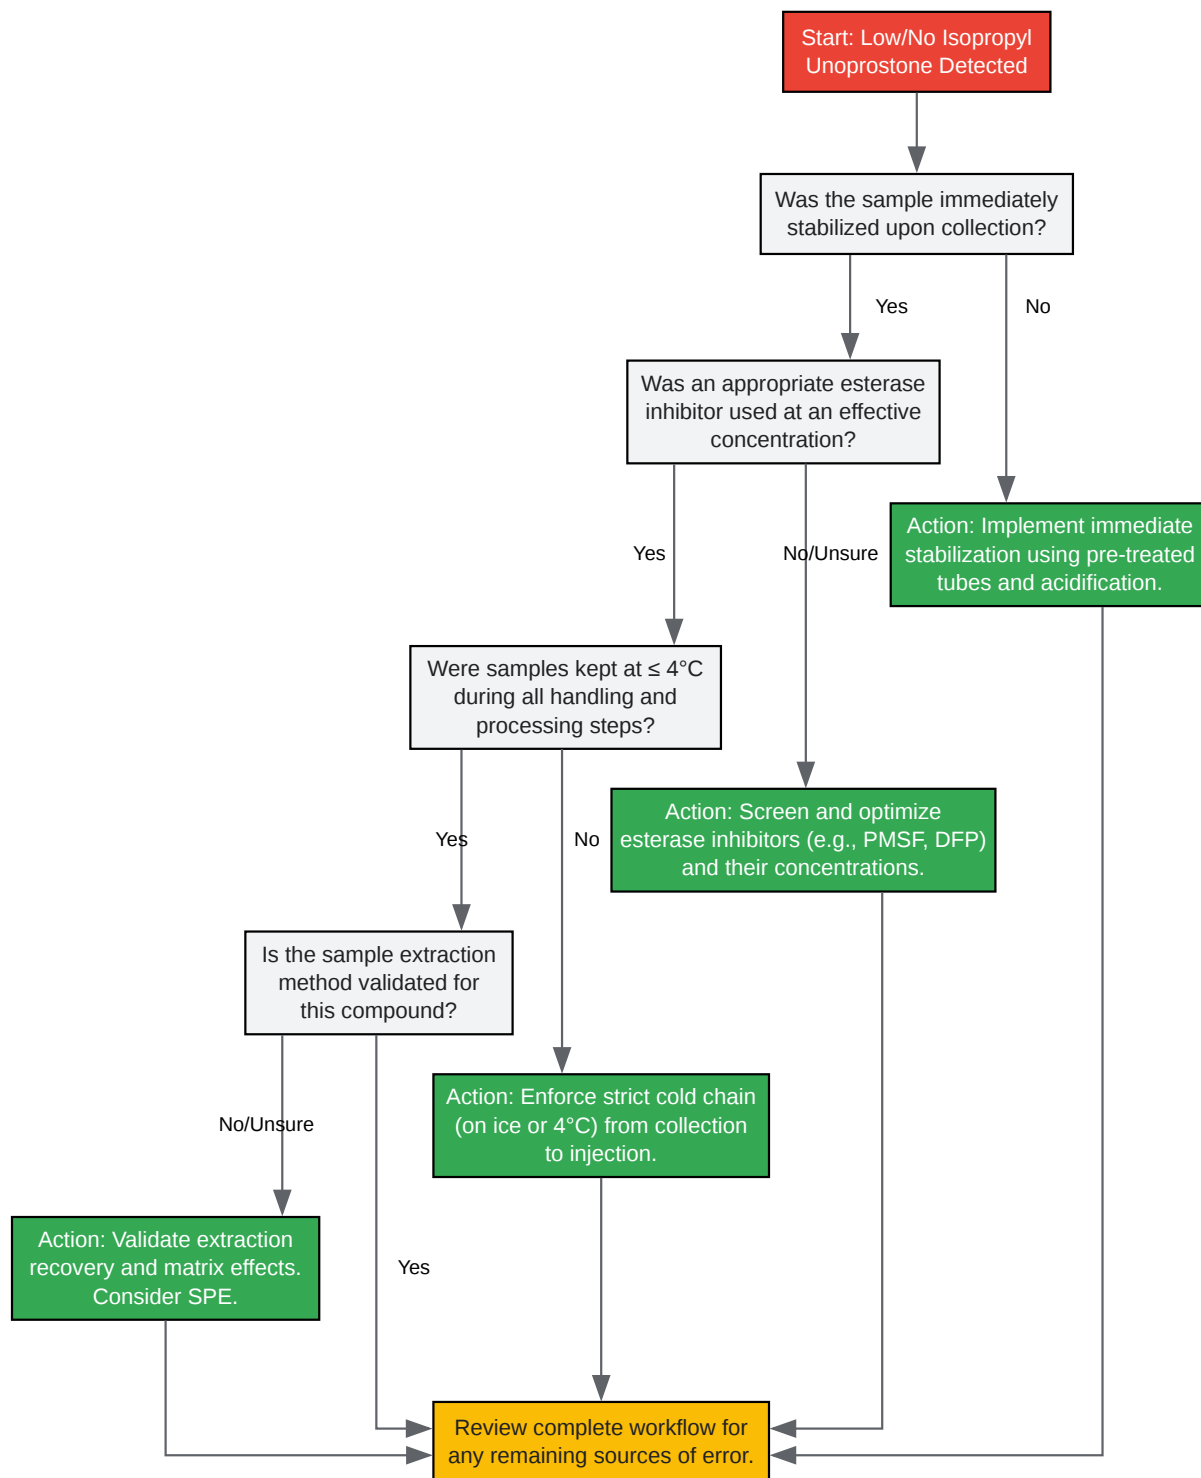 Start: Low/No Isopropyl
Unoprostone Detected
Was the sample immediately
stabilized upon collection?
Yes
No
Was an appropriate esterase
inhibitor used at an effective
concentration?
Action: Implement immediate
stabilization using pre-treated
tubes and acidification.
Yes
No/Unsure
Were samples kept at ≤ 4°C
during all handling and
processing steps?
Action: Screen and optimize
esterase inhibitors (e.g., PMSF, DFP)
and their concentrations.
Yes
No
Is the sample extraction
method validated for
this compound?
Action: Enforce strict cold chain
(on ice or 4°C) from collection
to injection.
No/Unsure
Yes
Action: Validate extraction
recovery and matrix effects.
Consider SPE.
Review complete workflow for
any remaining sources of error.